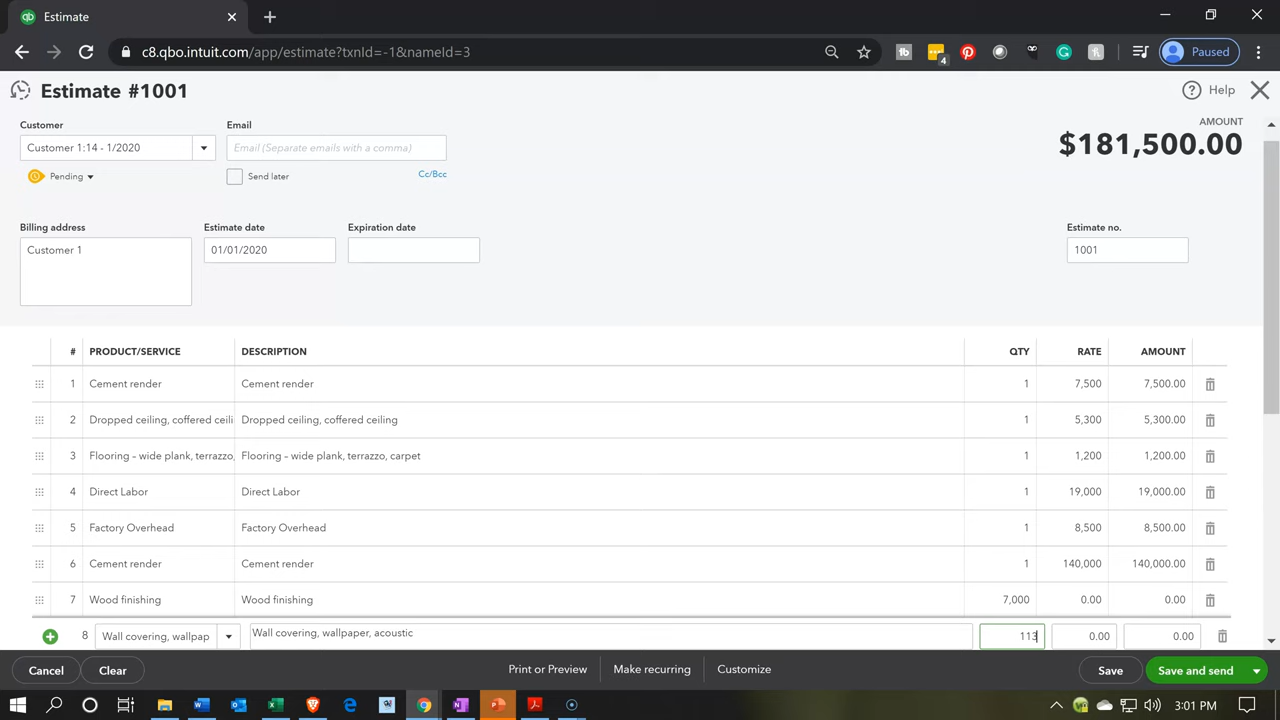 Estimate
c8.qbo.intuit.com/app/estimate?txnId=-1&nameId=3
4
Paused
Estimate #1001
Help
Customer
Email
AMOUNT
Customer 1:14 - 1/2020
Email (Separate emails with a comma)
$181,500.00
Pending
Send later
Cc/Bcc
Billing address
Estimate date
Expiration date
Estimate no.
Customer 1
01/01/2020
1001
# PRODUCT/SERVICE DESCRIPTION QTY RATE AMOUNT
1 Cement render Cement render 1 7,500 7,500.00
2 Dropped ceiling, coffered ceili Dropped ceiling, coffered ceiling 1 5,300 5,300.00
3 Flooring – wide plank, terrazzo, Flooring – wide plank, terrazzo, carpet 1 1,200 1,200.00
4 Direct Labor Direct Labor 1 19,000 19,000.00
5 Factory Overhead Factory Overhead 1 8,500 8,500.00
6 Cement render Cement render 1 140,000 140,000.00
7 Wood finishing Wood finishing 7,000 0.00 0.00
8 Wall covering, wallpap Wall covering, wallpaper, acoustic 113 0.00 0.00
Cancel
Clear
Print or Preview
Make recurring
Customize
Save
Save and send
3:01 PM